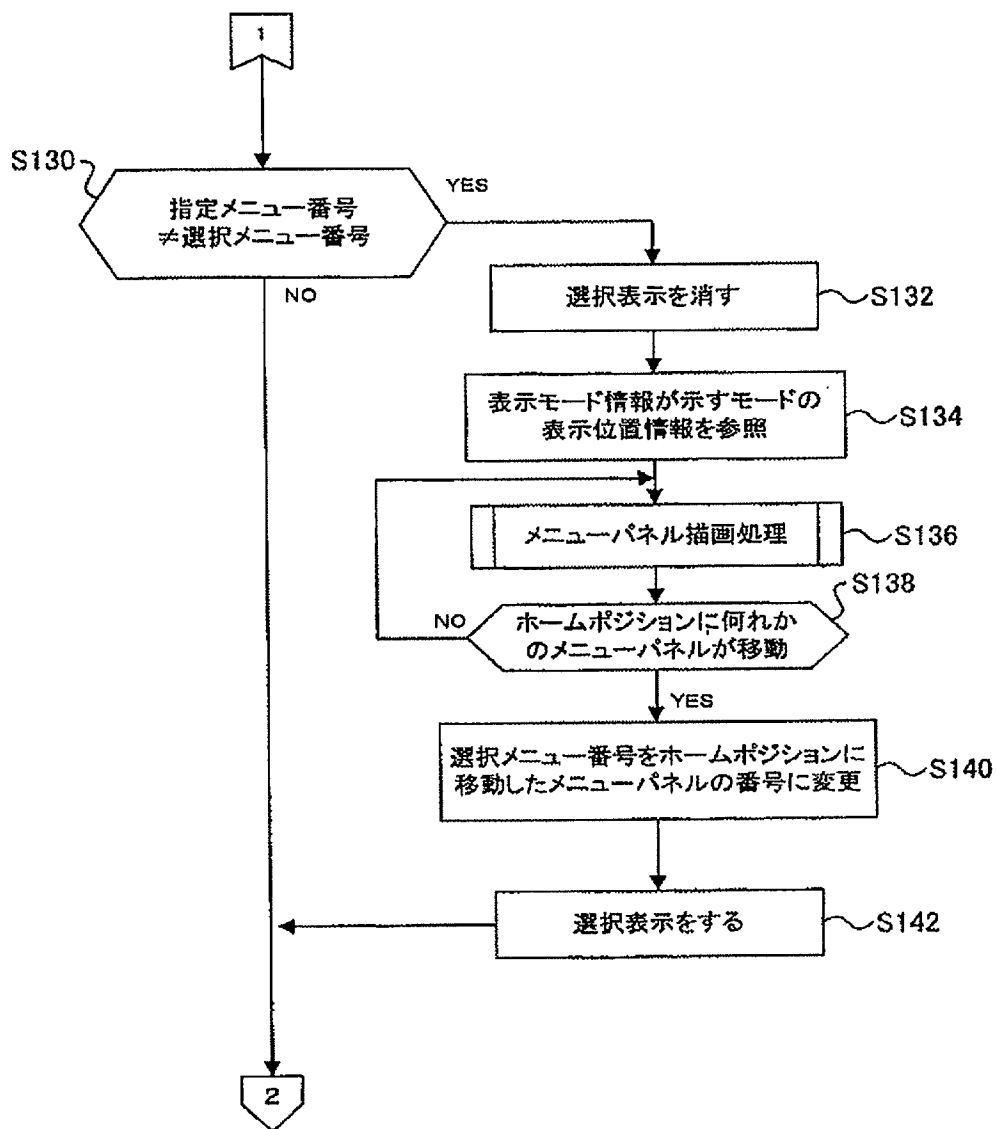 1
S130
指定メニュー番号
≠選択メニュー番号
YES
NO
選択表示を消す
S132
表示モード情報が示すモードの
表示位置情報を参照
S134
メニューパネル描画処理
S136
S138
NO
ホームポジションに何れか
のメニューパネルが移動
YES
選択メニュー番号をホームポジションに
移動したメニューパネルの番号に変更
S140
選択表示をする
S142
2